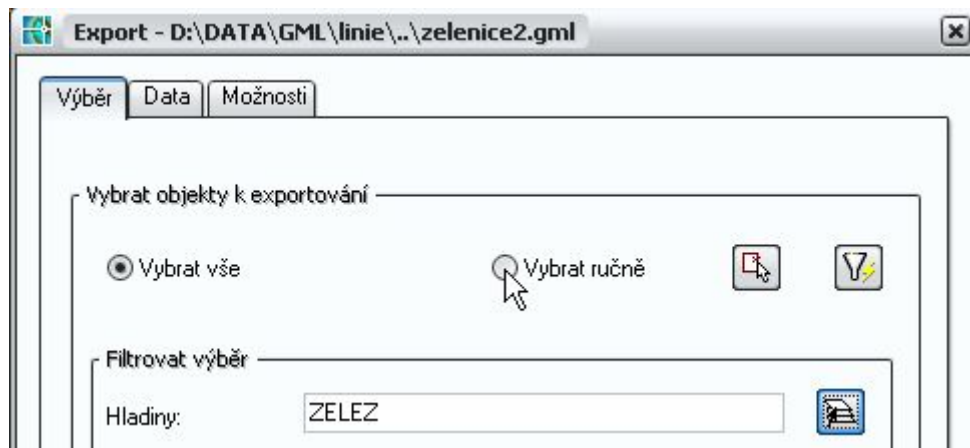 Export - D:\DATA\GML\linie\..\zelenice2.gml
Výběr Data Možnosti
Vybrat objekty k exportování
Vybrat vše Vybrat ručně
Filtrovat výběr
Hladiny: ZELEZ